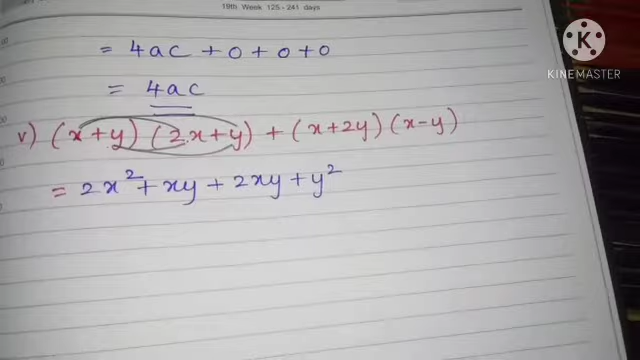 18th Week 125 - 241 days
= 4ac + 0 + 0 + 0
= 4ac
v) (x+y) (2x+y) + (x+2y) (x-y)
= 2x² + xy + 2xy + y²
KINEMASTER